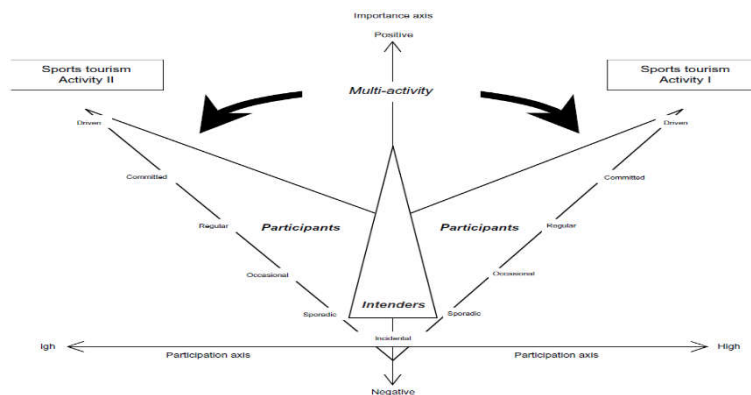 Importance axis
Positive
Sports tourism
Activity II
Sports tourism
Activity I
Multi-activity
Driven
Driven
Committed
Committed
Participants
Regular
Participants
Regular
Occasional
Occasional
Intenders
Sporadic
Sporadic
Incidental
Igh
High
Participation axis
Participation axis
Negative